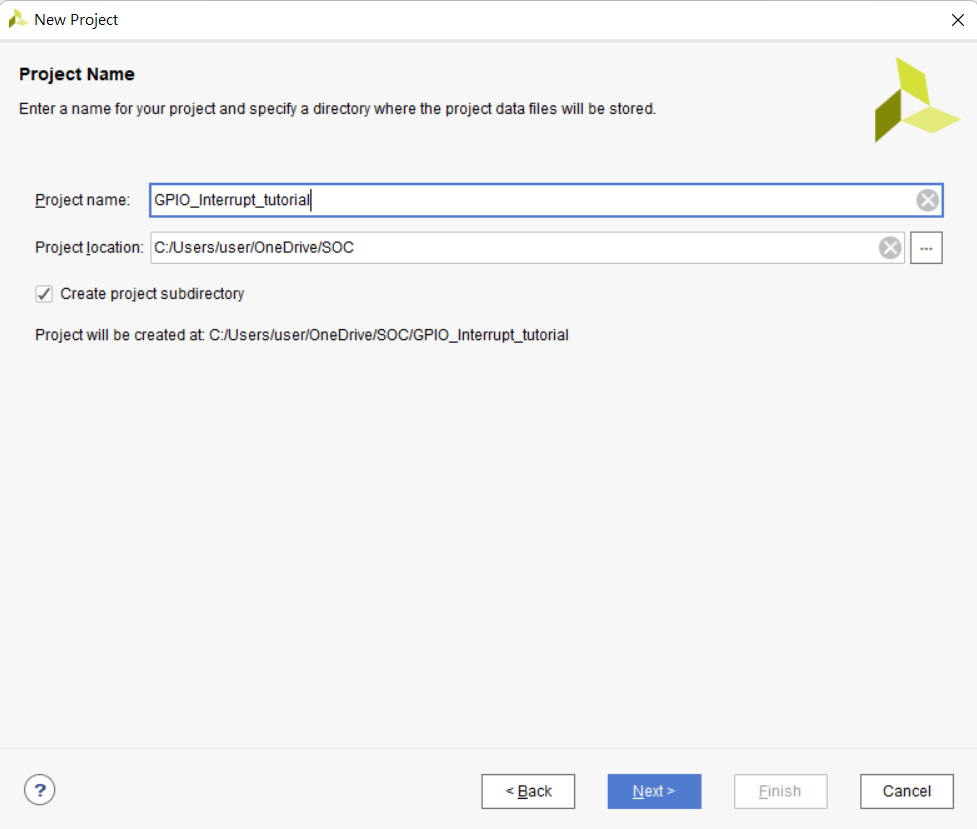 New Project
Project Name
Enter a name for your project and specify a directory where the project data files will be stored.
Project name: GPIO_Interrupt_tutorial
Project location: C:/Users/user/OneDrive/SOC ...
Create project subdirectory
Project will be created at: C:/Users/user/OneDrive/SOC/GPIO_Interrupt_tutorial
? < Back Next > Finish Cancel